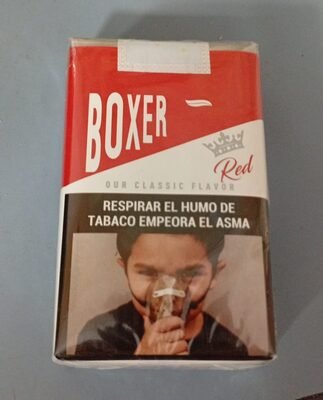 BOXER
Red
OUR CLASSIC FLAVOR
RESPIRAR EL HUMO DE
TABACO EMPEORA EL ASMA